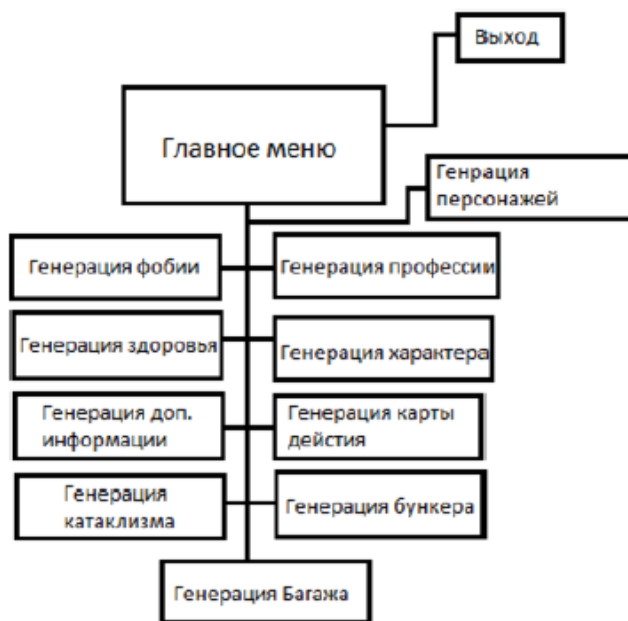 Выход
Главное меню
Генрация
персонажей
Генерация фобии
Генерация профессии
Генерация здоровья
Генерация характера
Генерация доп.
информации
Генерация карты
дейстия
Генерация
катаклизма
Генерация бункера
Генерация Багажа